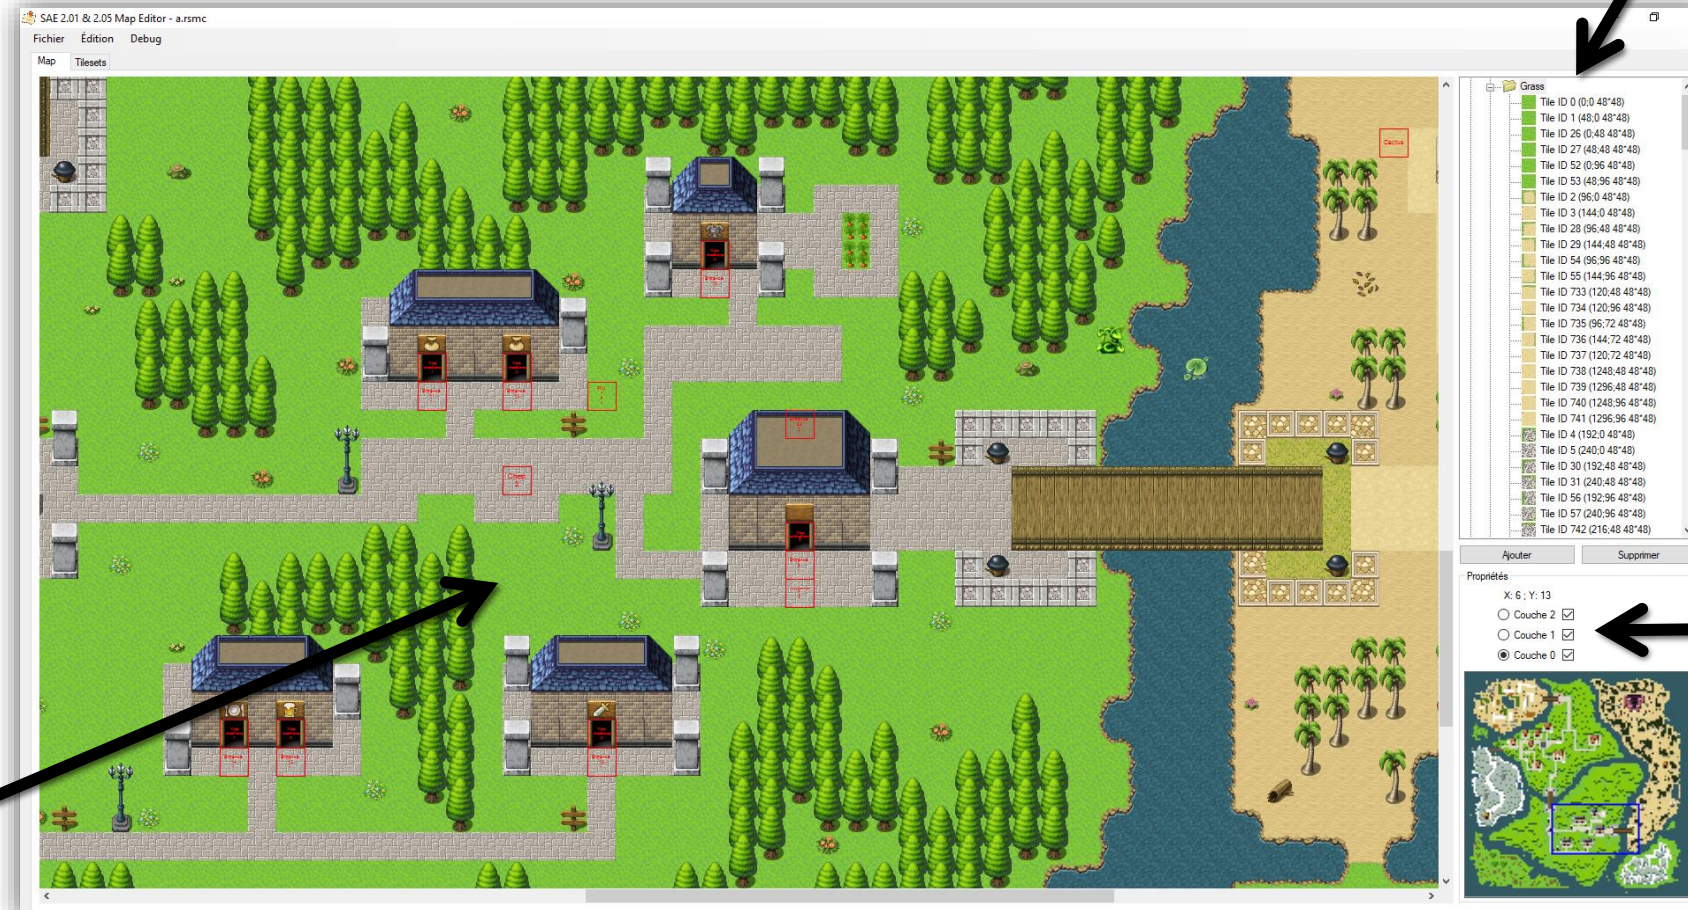 SAE 2.01 & 2.05 Map Editor - a.rsmc
Fichier Édition Debug
Map Tilesets
Grass
Tile ID 0 (0;0 48*48)
Tile ID 1 (48;0 48*48)
Tile ID 26 (0;48 48*48)
Tile ID 27 (48;48 48*48)
Tile ID 52 (0;96 48*48)
Tile ID 53 (48;96 48*48)
Tile ID 2 (96;0 48*48)
Tile ID 3 (144;0 48*48)
Tile ID 28 (96;48 48*48)
Tile ID 29 (144;48 48*48)
Tile ID 54 (96;96 48*48)
Tile ID 55 (144;96 48*48)
Tile ID 733 (120;48 48*48)
Tile ID 734 (120;96 48*48)
Tile ID 735 (96;72 48*48)
Tile ID 736 (144;72 48*48)
Tile ID 737 (120;72 48*48)
Tile ID 738 (1248;48 48*48)
Tile ID 739 (1296;48 48*48)
Tile ID 740 (1248;96 48*48)
Tile ID 741 (1296;96 48*48)
Tile ID 4 (192;0 48*48)
Tile ID 5 (240;0 48*48)
Tile ID 30 (192;48 48*48)
Tile ID 31 (240;48 48*48)
Tile ID 56 (192;96 48*48)
Tile ID 57 (240;96 48*48)
Tile ID 742 (216;48 48*48)
Ajouter Supprimer
Propriétés
X: 6 ; Y: 13
Couche 2
Couche 1
Couche 0
Cactus
Chest